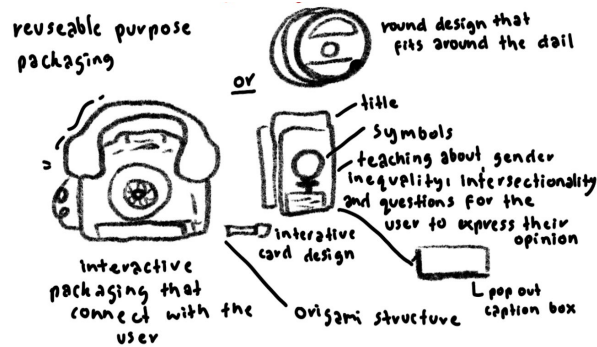 reuseable purpose
packaging
round design that
fits around the dail
or
title
symbols
teaching about gender
inequality, intersectionality
and questions for the
user to express their
opinion
interative
card design
interactive
packaging that
connect with the
user
origami structure
pop out
caption box